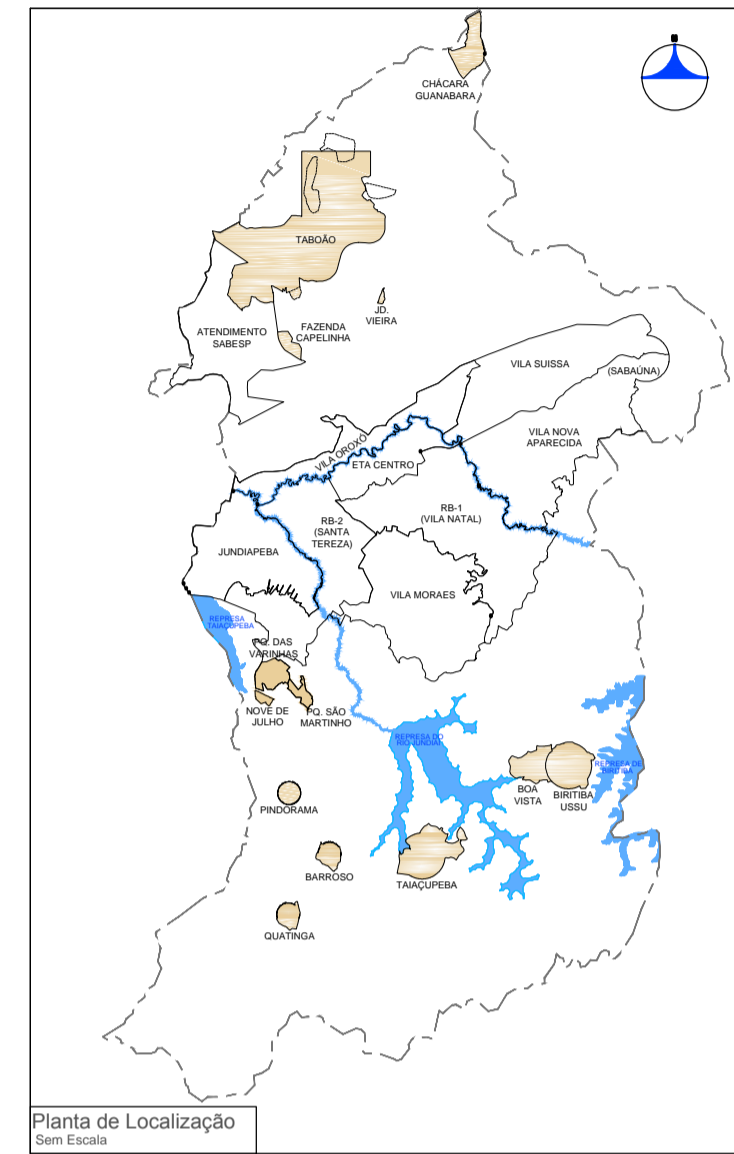 CHÁCARA
GUANABARA
TABOÃO
JD.
VIEIRA
ATENDIMENTO
SABESP
FAZENDA
CAPELINHA
VILA SUISSA
(SABAÚNA)
VILA OROXÓ
ETA CENTRO
VILA NOVA
APARECIDA
RB-1
(VILA NATAL)
RB-2
(SANTA
TEREZA)
JUNDIAPEBA
VILA MORAES
REPRESA
TAIAÇUPEBA
PQ. DAS
VARINHAS
NOVE DE
JULHO
PQ. SÃO
MARTINHO
REPRESA DO
RIO JUNDIAÍ
REPRESA DE
BIRITIBA
BOA
VISTA
BIRITIBA
USSU
PINDORAMA
BARROSO
TAIAÇUPEBA
QUATINGA
Planta de Localização
Sem Escala